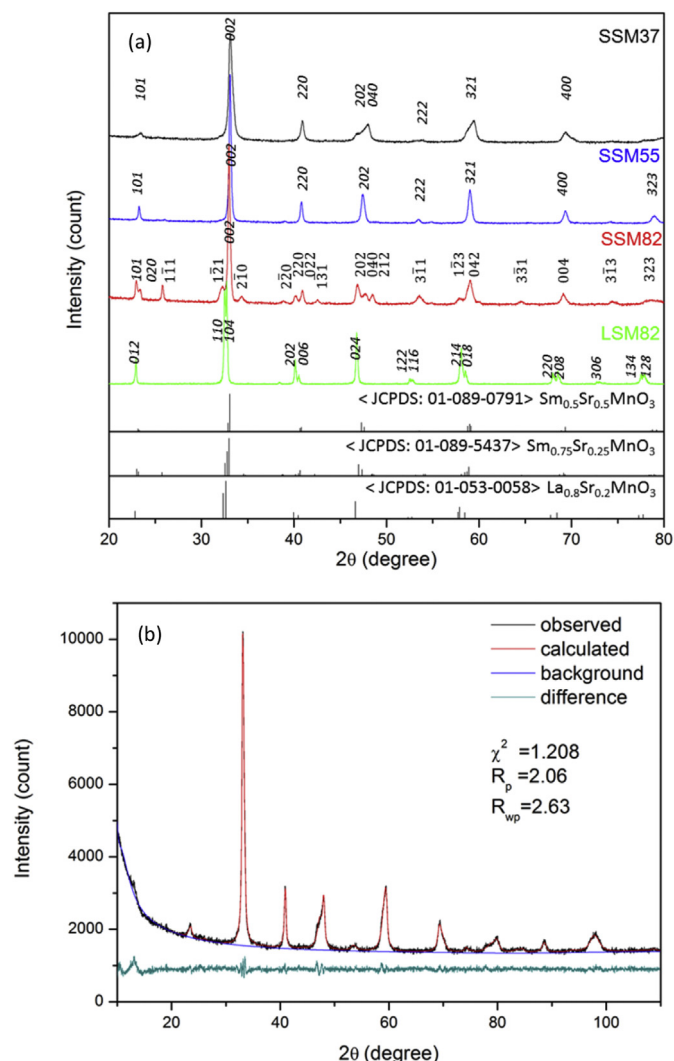 (a)
SSM37
101 002 220 202 040 222 321 400
SSM55
101 002 220 202 222 321 400 323
SSM82
101 020 1̄11 1̄21 002 2̄10 2̄20 220 022 1̄31 202 040 2̄12 3̄11 1̄23 042 3̄31 004 3̄13 323
LSM82
012 110 104 202 006 024 122 116 214 018 220 208 306 134 128
< JCPDS: 01-089-0791> Sm0.5Sr0.5MnO3
< JCPDS: 01-089-5437> Sm0.75Sr0.25MnO3
< JCPDS: 01-053-0058> La0.8Sr0.2MnO3
Intensity (count)
20 30 40 50 60 70 80
2θ (degree)
(b)
observed
calculated
background
difference
χ² =1.208
Rp=2.06
Rwp=2.63
10000
8000
6000
4000
2000
0
Intensity (count)
20 40 60 80 100
2θ (degree)